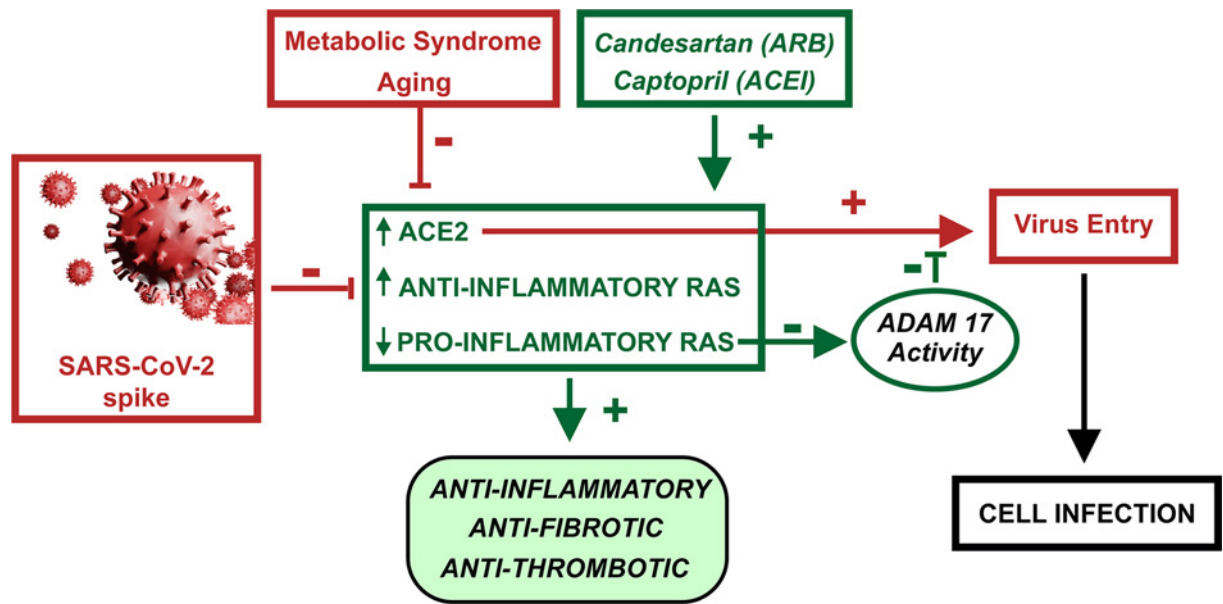 Metabolic Syndrome
Aging
Candesartan (ARB)
Captopril (ACEI)
-
+
SARS-CoV-2
spike
-
↑ ACE2
↑ ANTI-INFLAMMATORY RAS
↓ PRO-INFLAMMATORY RAS
+
-
-
Virus Entry
ADAM 17
Activity
+
ANTI-INFLAMMATORY
ANTI-FIBROTIC
ANTI-THROMBOTIC
CELL INFECTION